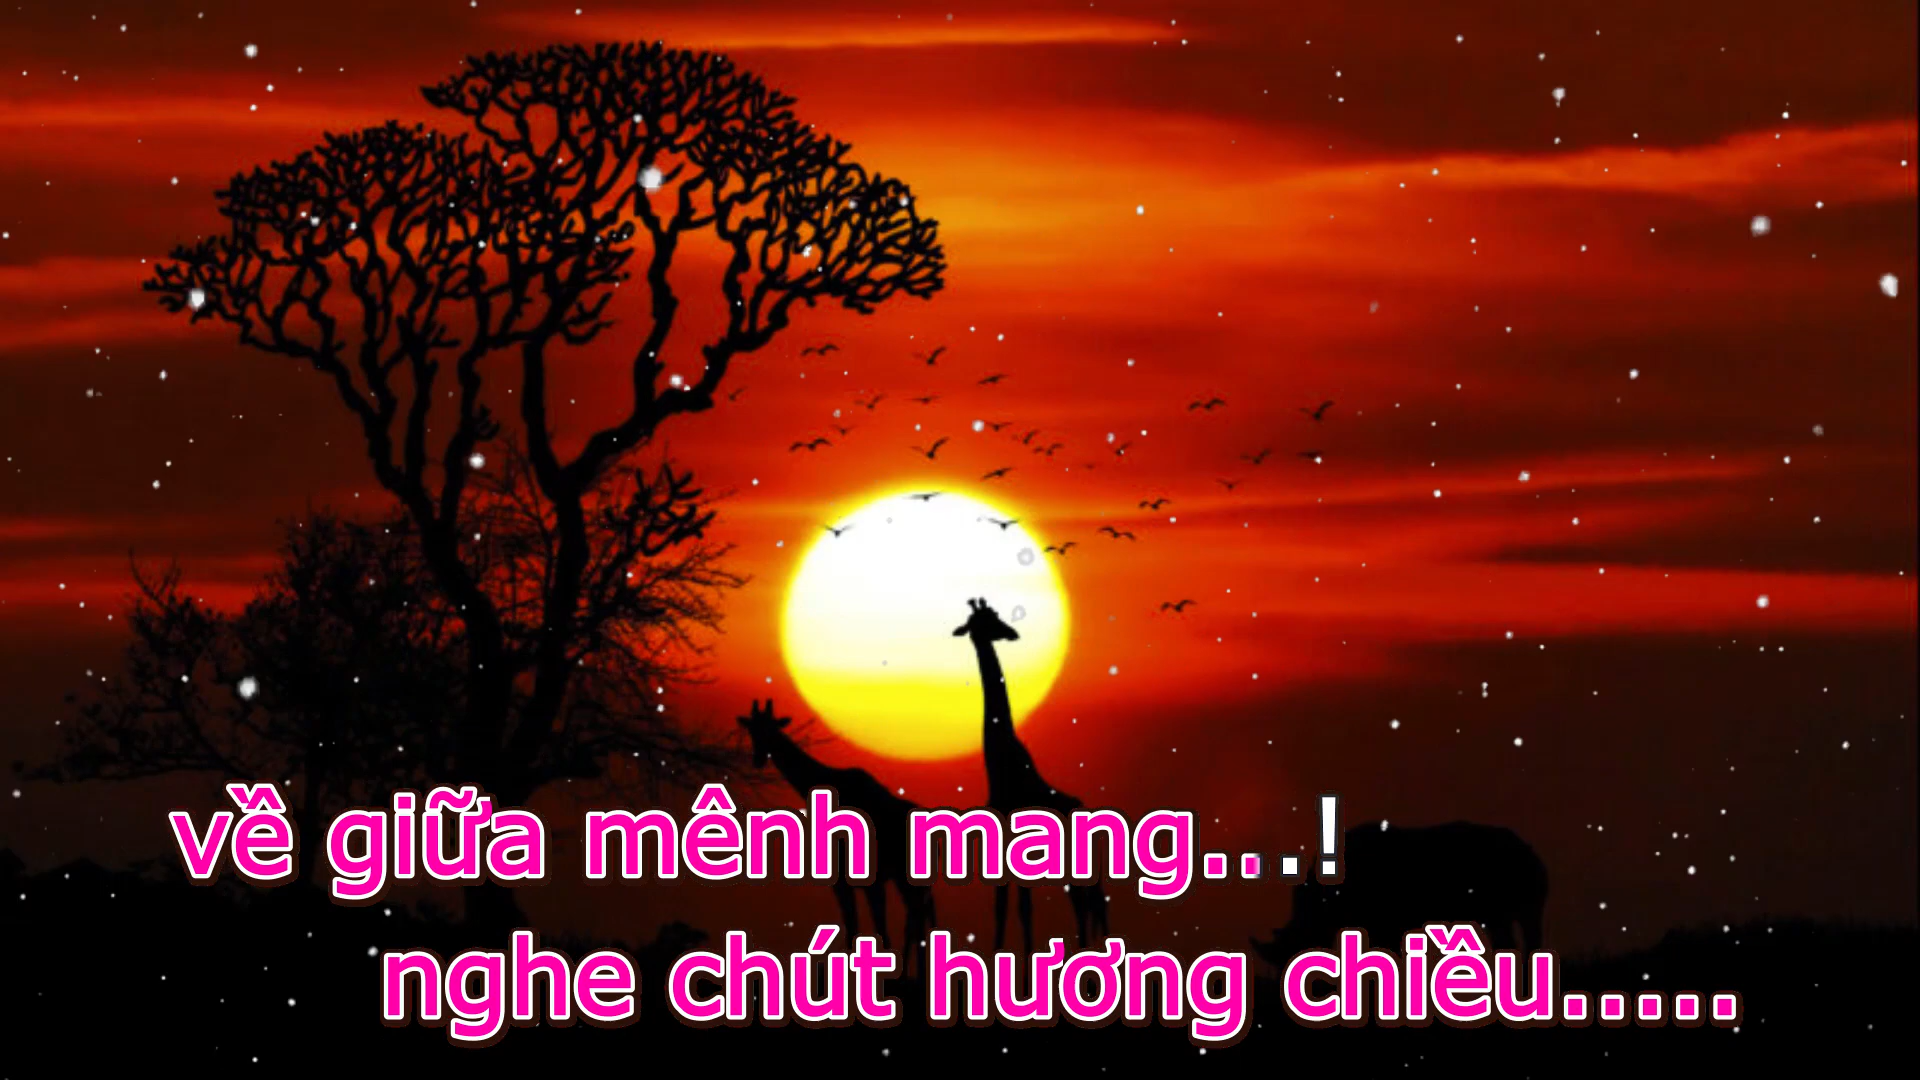 về giữa mênh mang...!
nghe chút hương chiều.....